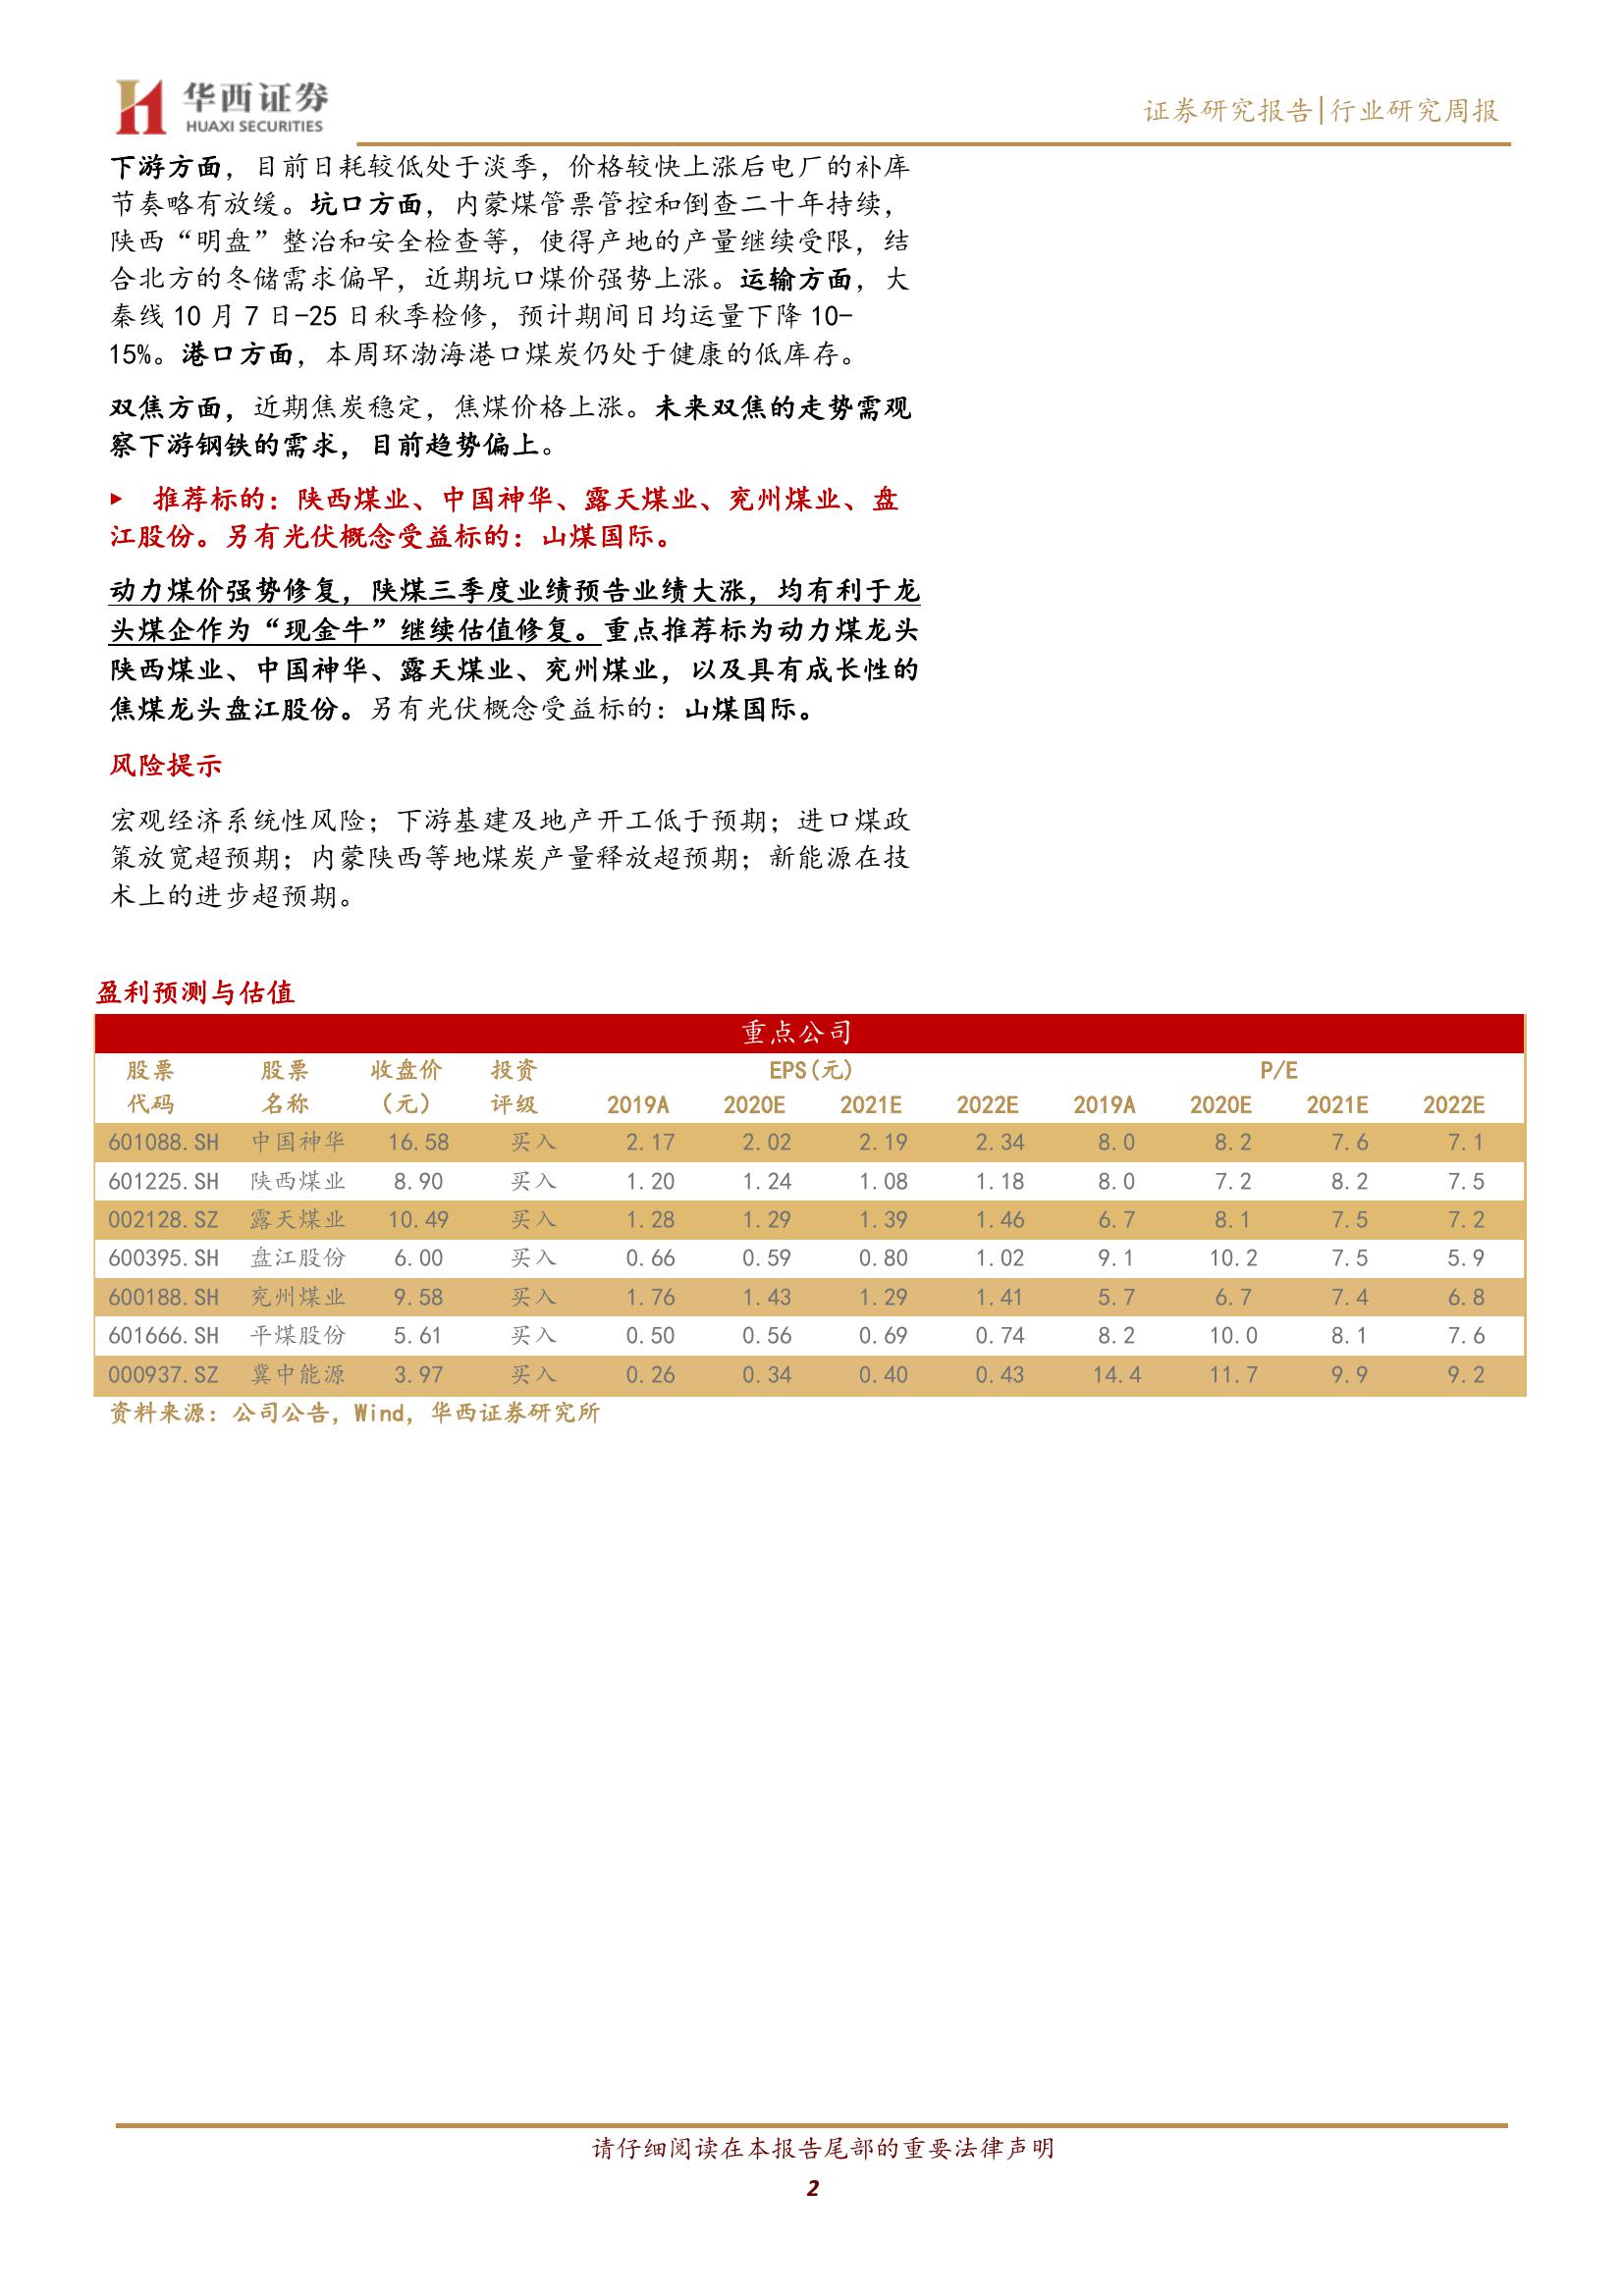 华西证券
HUAXI SECURITIES
证券研究报告|行业研究周报
下游方面，目前日耗较低处于淡季，价格较快上涨后电厂的补库
节奏略有放缓。坑口方面，内蒙煤管票管控和倒查二十年持续，
陕西“明盘”整治和安全检查等，使得产地的产量继续受限，结
合北方的冬储需求偏早，近期坑口煤价强势上涨。运输方面，大
秦线 10 月 7 日-25 日秋季检修，预计期间日均运量下降 10-
15%。港口方面，本周环渤海港口煤炭仍处于健康的低库存。
双焦方面，近期焦炭稳定，焦煤价格上涨。未来双焦的走势需观
察下游钢铁的需求，目前趋势偏上。
▶ 推荐标的：陕西煤业、中国神华、露天煤业、兖州煤业、盘
江股份。另有光伏概念受益标的：山煤国际。
动力煤价强势修复，陕煤三季度业绩预告业绩大涨，均有利于龙
头煤企作为“现金牛”继续估值修复。重点推荐标为动力煤龙头
陕西煤业、中国神华、露天煤业、兖州煤业，以及具有成长性的
焦煤龙头盘江股份。另有光伏概念受益标的：山煤国际。
风险提示
宏观经济系统性风险；下游基建及地产开工低于预期；进口煤政
策放宽超预期；内蒙陕西等地煤炭产量释放超预期；新能源在技
术上的进步超预期。
盈利预测与估值
重点公司
股票 股票 收盘价 投资 EPS(元) P/E
代码 名称 （元） 评级 2019A 2020E 2021E 2022E 2019A 2020E 2021E 2022E
601088.SH 中国神华 16.58 买入 2.17 2.02 2.19 2.34 8.0 8.2 7.6 7.1
601225.SH 陕西煤业 8.90 买入 1.20 1.24 1.08 1.18 8.0 7.2 8.2 7.5
002128.SZ 露天煤业 10.49 买入 1.28 1.29 1.39 1.46 6.7 8.1 7.5 7.2
600395.SH 盘江股份 6.00 买入 0.66 0.59 0.80 1.02 9.1 10.2 7.5 5.9
600188.SH 兖州煤业 9.58 买入 1.76 1.43 1.29 1.41 5.7 6.7 7.4 6.8
601666.SH 平煤股份 5.61 买入 0.50 0.56 0.69 0.74 8.2 10.0 8.1 7.6
000937.SZ 冀中能源 3.97 买入 0.26 0.34 0.40 0.43 14.4 11.7 9.9 9.2
资料来源：公司公告，Wind，华西证券研究所
请仔细阅读在本报告尾部的重要法律声明
2